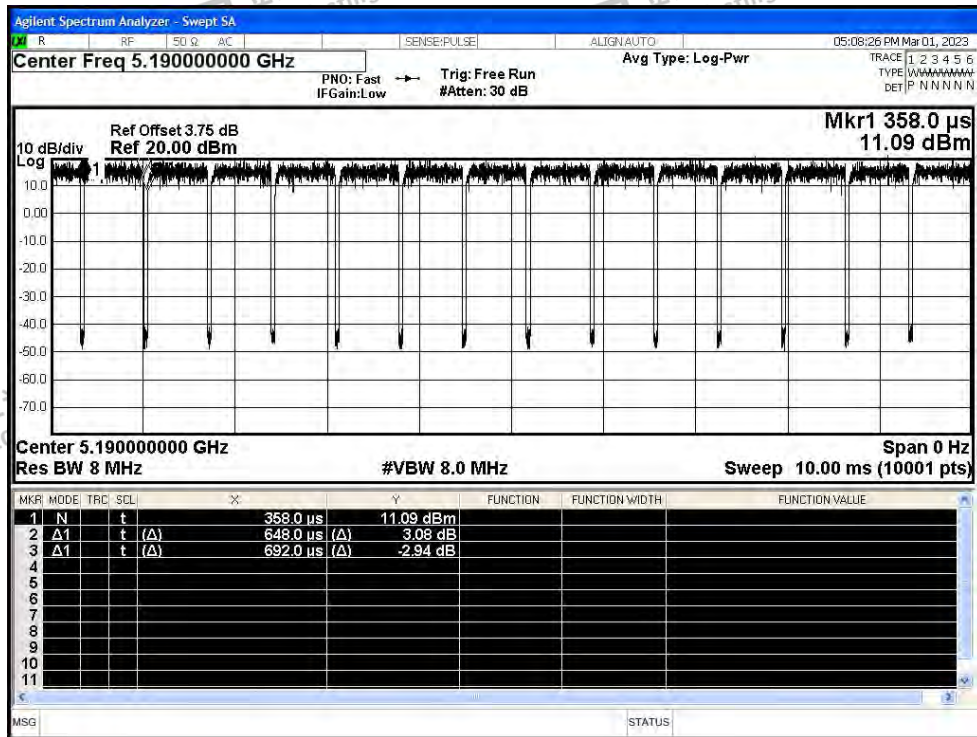 Agilent Spectrum Analyzer - Swept SA
LXI R RF 50 Ω AC SENSE:PULSE ALIGNAUTO 05:08:26 PM Mar 01, 2023
Center Freq 5.190000000 GHz
PNO: Fast
IFGain:Low
Trig: Free Run
#Atten: 30 dB
Avg Type: Log-Pwr
TRACE 1 2 3 4 5 6
TYPE
DET P N N N N N
Mkr1 358.0 µs
11.09 dBm
Ref Offset 3.75 dB
10 dB/div Ref 20.00 dBm
Log
1
10.0
0.00
-10.0
-20.0
-30.0
-40.0
-50.0
-60.0
-70.0
Center 5.190000000 GHz Span 0 Hz
Res BW 8 MHz #VBW 8.0 MHz Sweep 10.00 ms (10001 pts)
MKR MODE TRC SCL X Y FUNCTION FUNCTION WIDTH FUNCTION VALUE
1 N t 358.0 µs 11.09 dBm
2 Δ1 t (Δ) 648.0 µs (Δ) 3.08 dB
3 Δ1 t (Δ) 692.0 µs (Δ) -2.94 dB
4
5
6
7
8
9
10
11
MSG STATUS